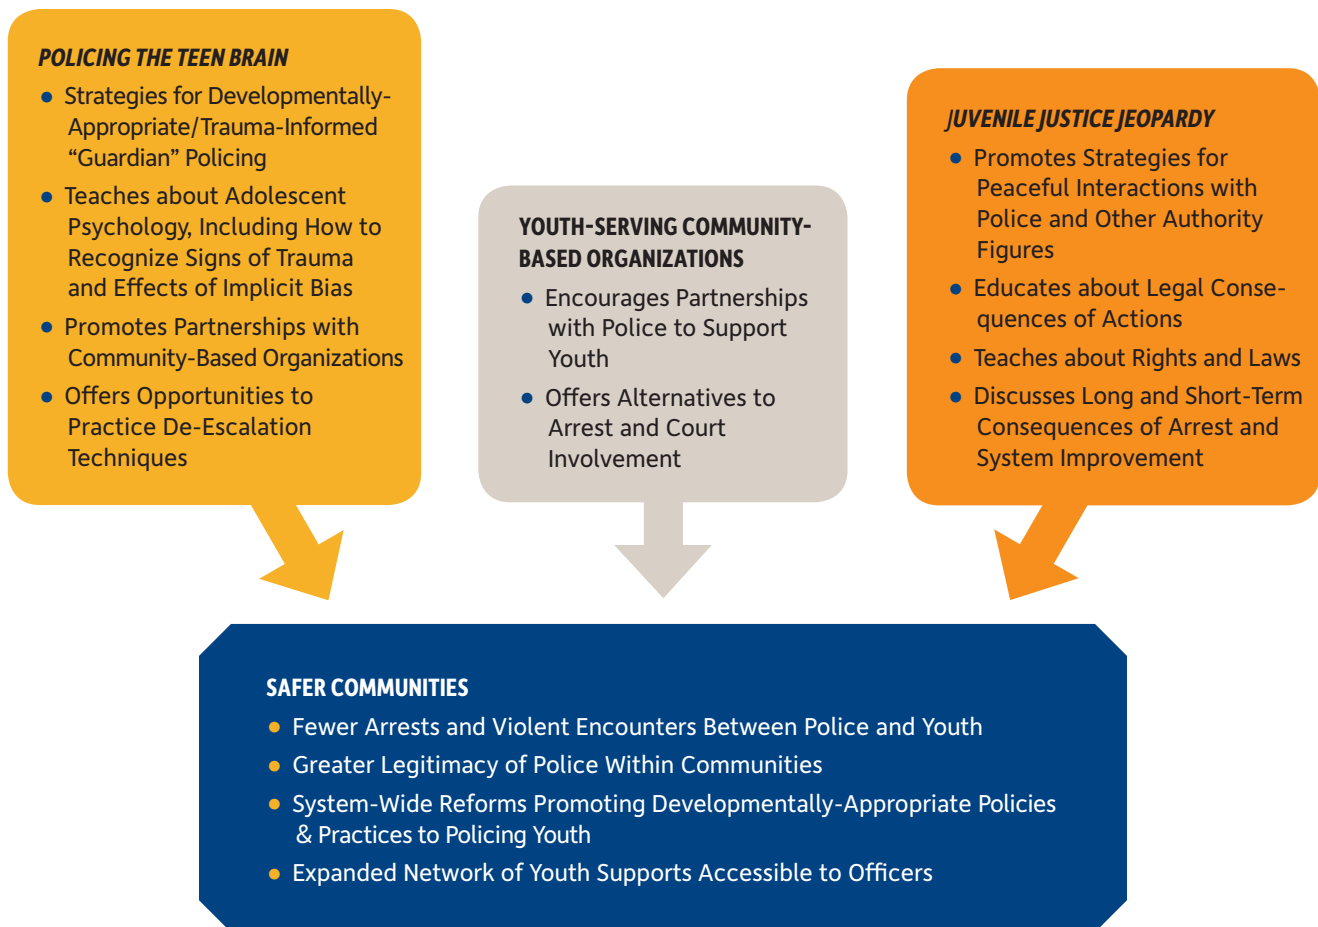 POLICING THE TEEN BRAIN
• Strategies for Developmentally-
Appropriate/Trauma-Informed
“Guardian” Policing
• Teaches about Adolescent
Psychology, Including How to
Recognize Signs of Trauma
and Effects of Implicit Bias
• Promotes Partnerships with
Community-Based Organizations
• Offers Opportunities to
Practice De-Escalation
Techniques
YOUTH-SERVING COMMUNITY-
BASED ORGANIZATIONS
• Encourages Partnerships
with Police to Support
Youth
• Offers Alternatives to
Arrest and Court
Involvement
JUVENILE JUSTICE JEOPARDY
• Promotes Strategies for
Peaceful Interactions with
Police and Other Authority
Figures
• Educates about Legal Conse-
quences of Actions
• Teaches about Rights and Laws
• Discusses Long and Short-Term
Consequences of Arrest and
System Improvement
SAFER COMMUNITIES
• Fewer Arrests and Violent Encounters Between Police and Youth
• Greater Legitimacy of Police Within Communities
• System-Wide Reforms Promoting Developmentally-Appropriate Policies
& Practices to Policing Youth
• Expanded Network of Youth Supports Accessible to Officers